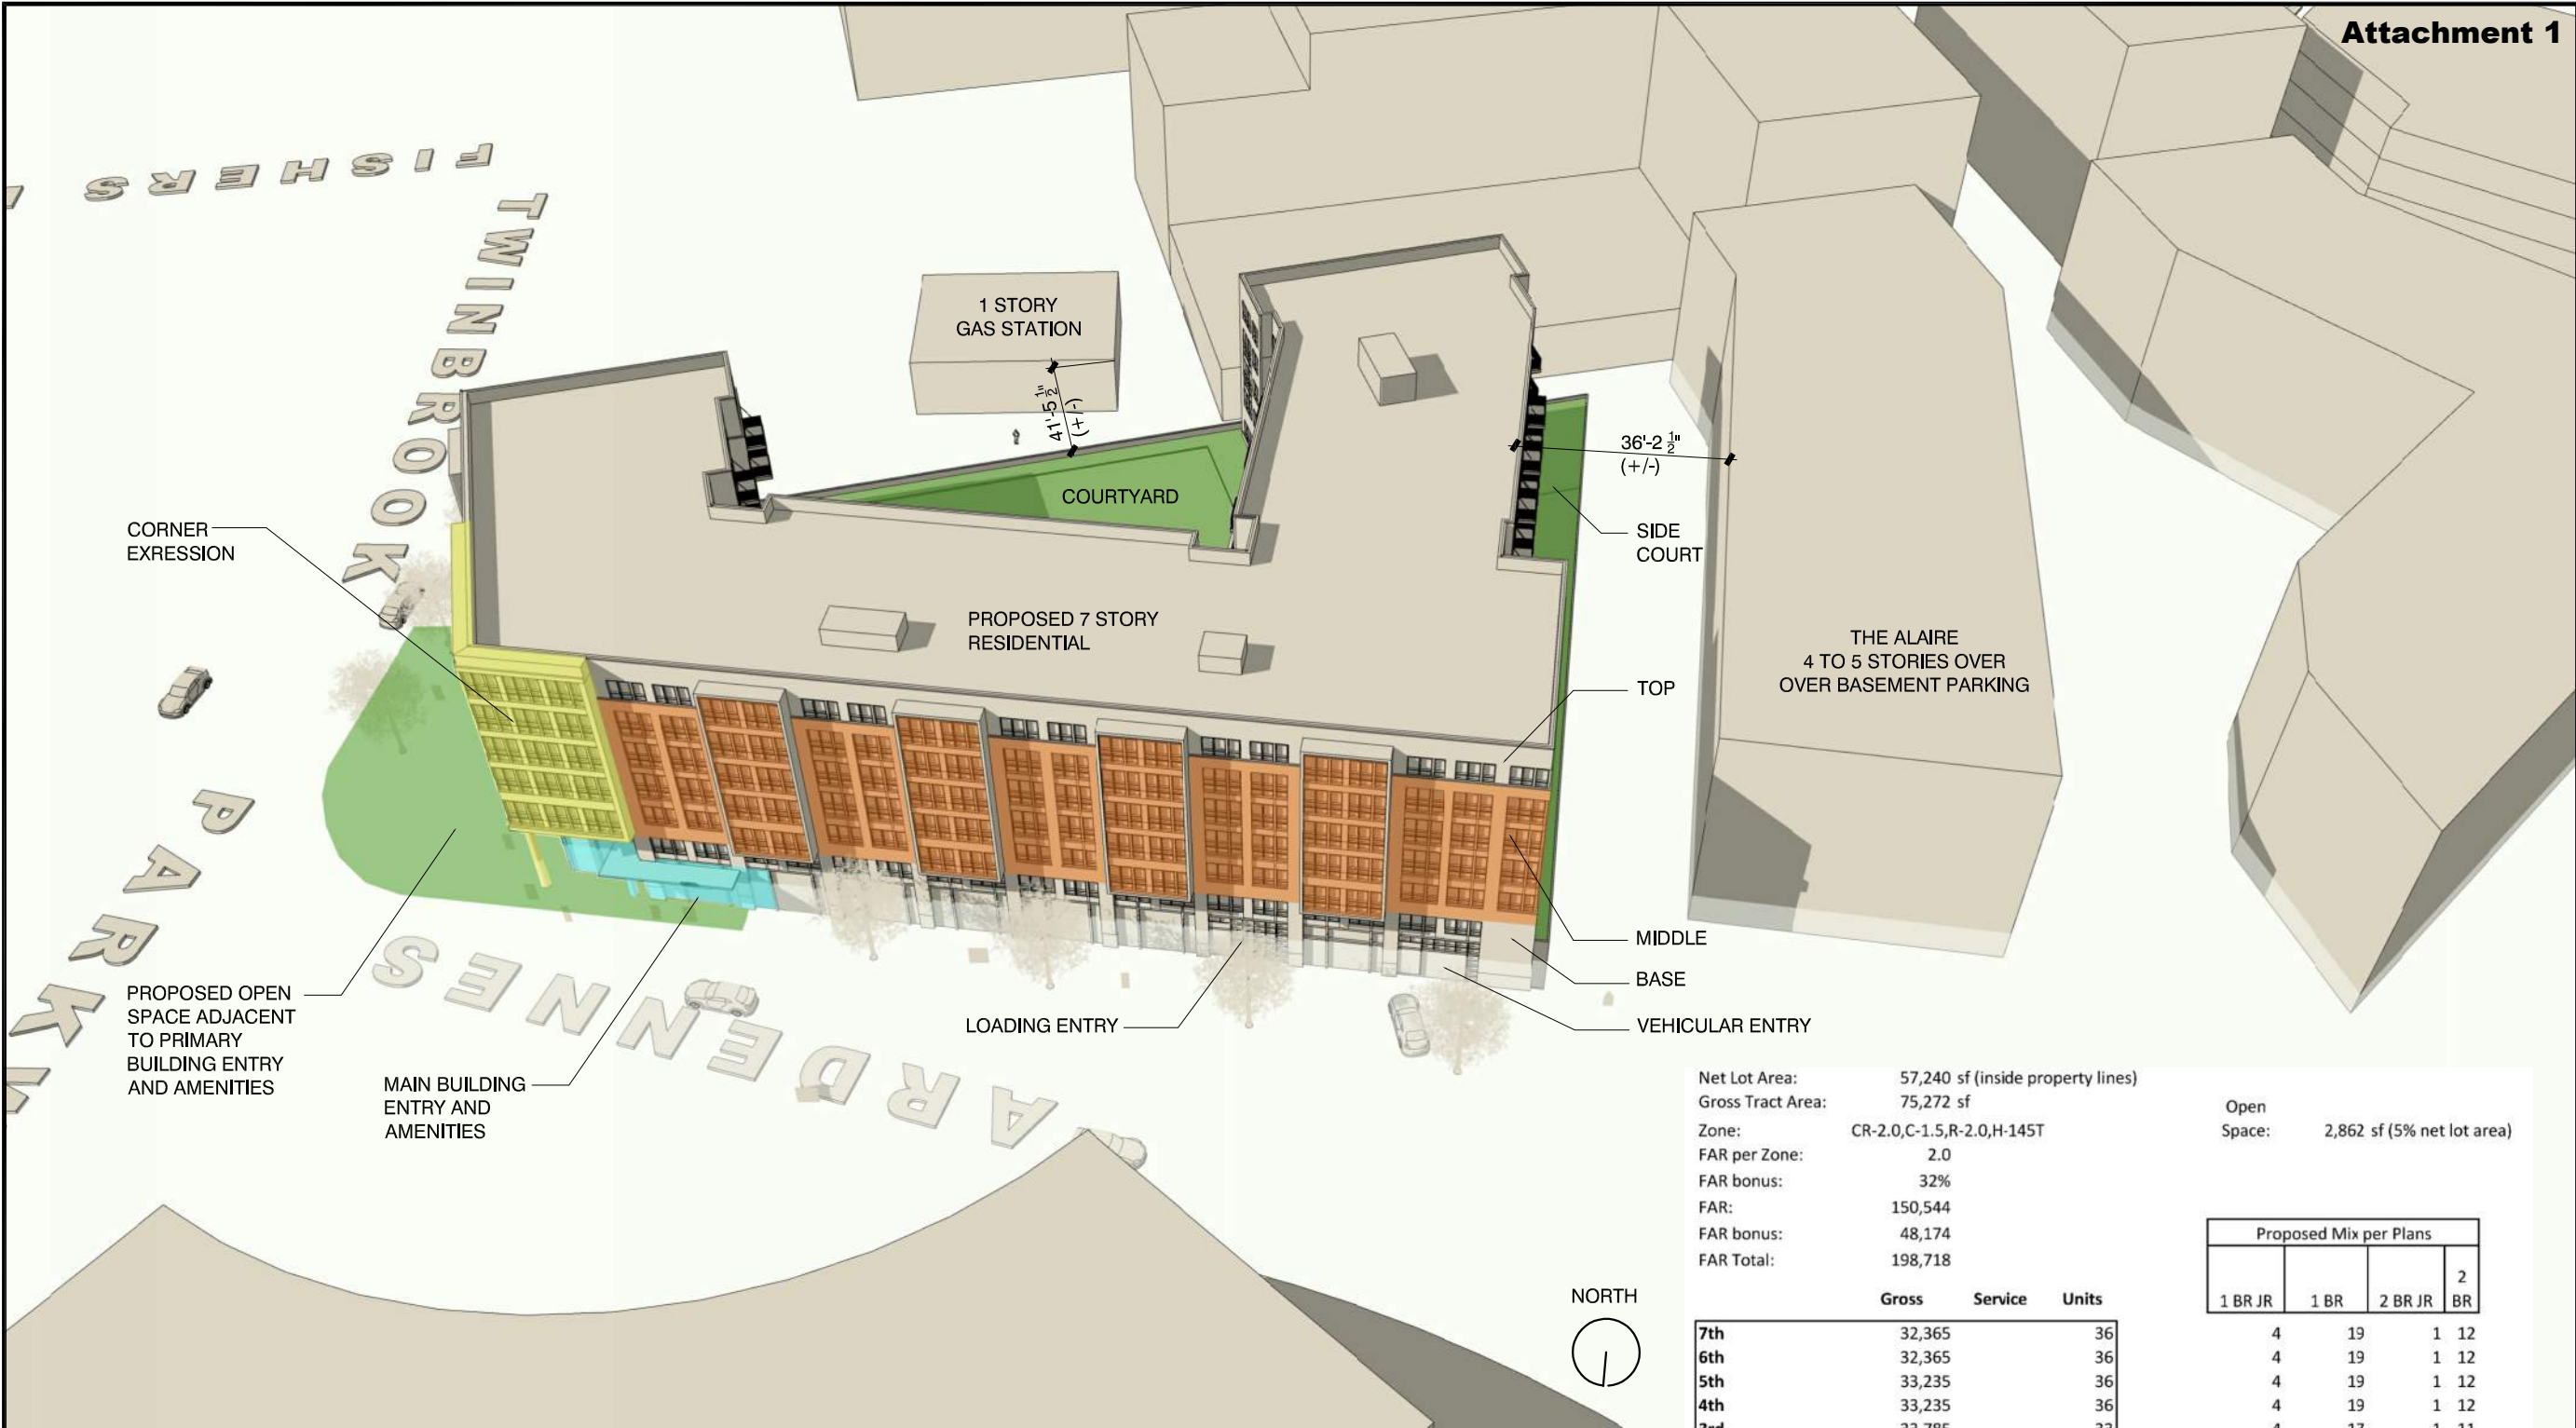 Attachment 1
FISHERS
TWINBROOK
PARK
1 STORY
GAS STATION
41'-5 1/2"
(+/-)
COURTYARD
36'-2 1/2"
(+/-)
SIDE
COURT
CORNER
EXRESSION
PROPOSED 7 STORY
RESIDENTIAL
THE ALAIRE
4 TO 5 STORIES OVER
OVER BASEMENT PARKING
TOP
MIDDLE
BASE
VEHICULAR ENTRY
LOADING ENTRY
PROPOSED OPEN
SPACE ADJACENT
TO PRIMARY
BUILDING ENTRY
AND AMENITIES
MAIN BUILDING
ENTRY AND
AMENITIES
ARDENNES
NORTH
Net Lot Area: 57,240 sf (inside property lines)
Gross Tract Area: 75,272 sf
Zone: CR-2.0,C-1.5,R-2.0,H-145T
FAR per Zone: 2.0
FAR bonus: 32%
FAR: 150,544
FAR bonus: 48,174
FAR Total: 198,718
Open
Space: 2,862 sf (5% net lot area)
Proposed Mix per Plans
1 BR JR 1 BR 2 BR JR 2 BR
Gross Service Units
7th 32,365 36 4 19 1 12
6th 32,365 36 4 19 1 12
5th 33,235 36 4 19 1 12
4th 33,235 36 4 19 1 12